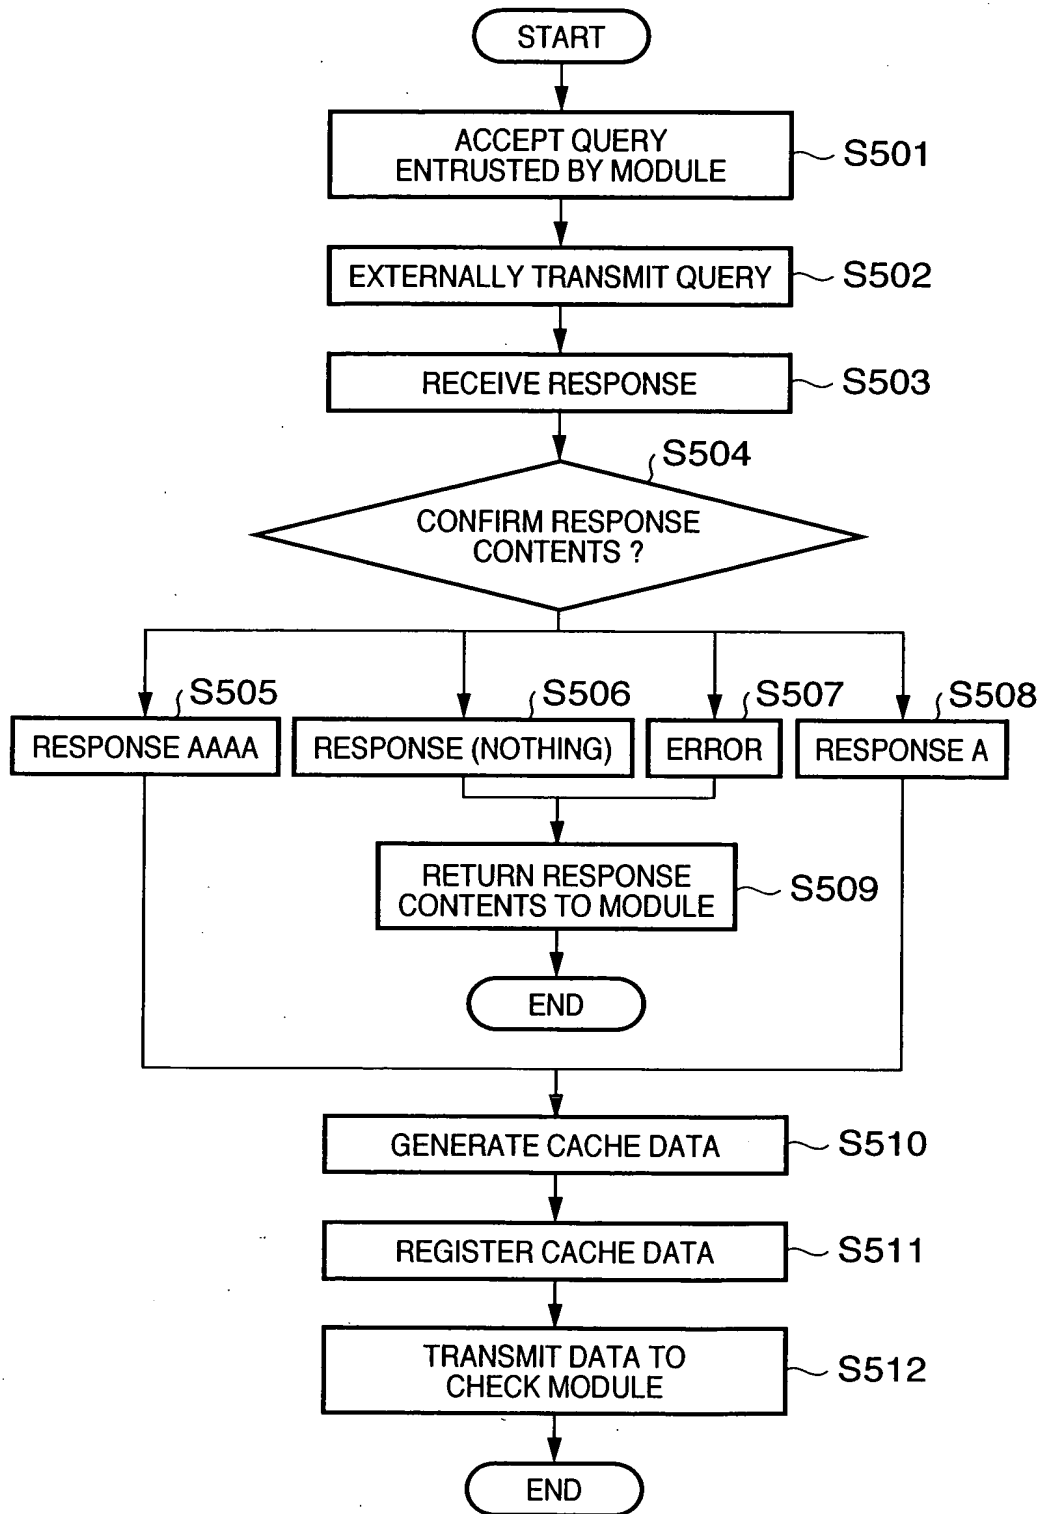 START
ACCEPT QUERY
ENTRUSTED BY MODULE
S501
EXTERNALLY TRANSMIT QUERY
S502
RECEIVE RESPONSE
S503
S504
CONFIRM RESPONSE
CONTENTS ?
S505
S506
S507
S508
RESPONSE AAAA
RESPONSE (NOTHING)
ERROR
RESPONSE A
RETURN RESPONSE
CONTENTS TO MODULE
S509
END
GENERATE CACHE DATA
S510
REGISTER CACHE DATA
S511
TRANSMIT DATA TO
CHECK MODULE
S512
END